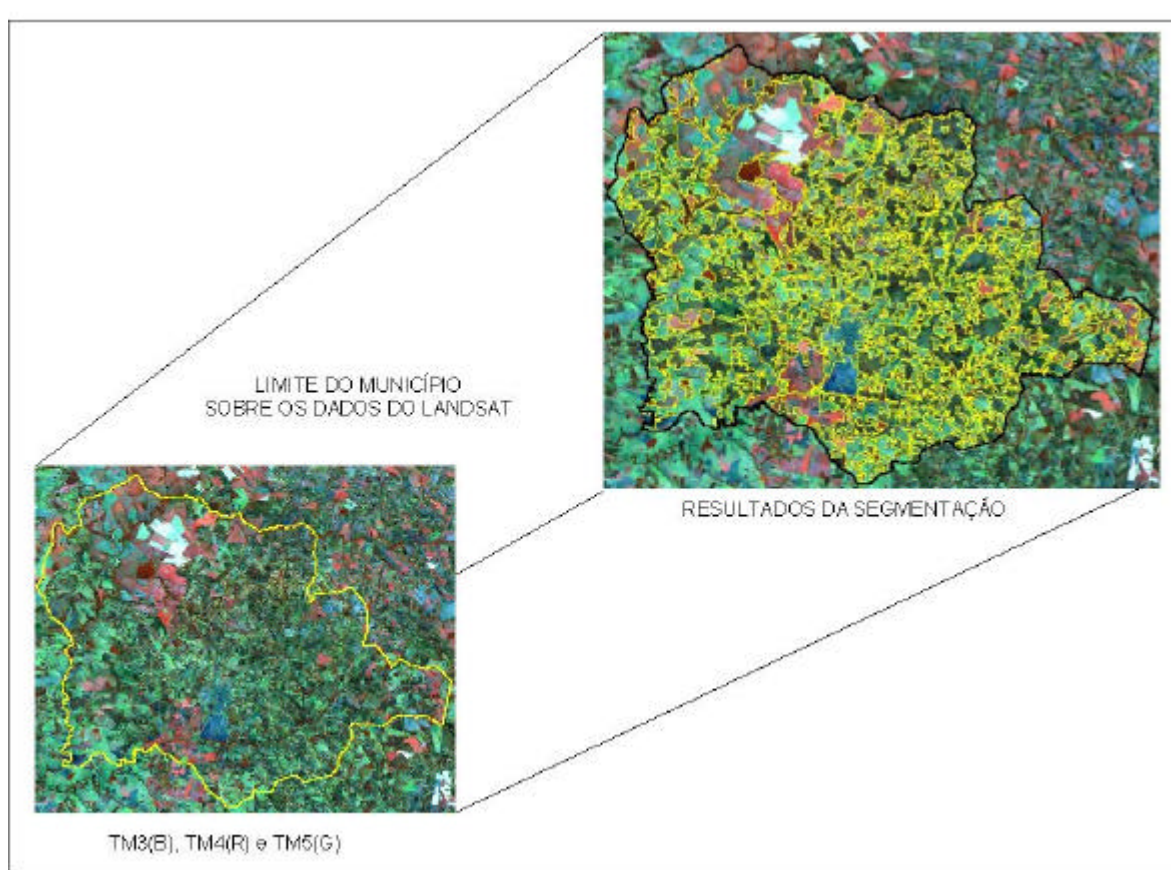 LIMITE DO MUNICÍPIO
SOBRE OS DADOS DO LANDSAT
RESULTADOS DA SEGMENTAÇÃO
TM3(B), TM4(R) e TM5(G)